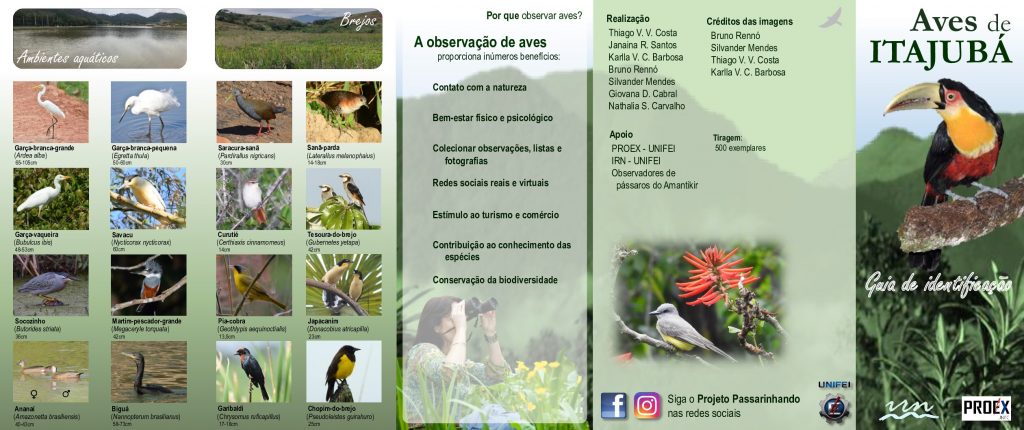 Ambientes aquáticos
Garça-branca-grande
(Ardea alba)
65-105cm
Garça-branca-pequena
(Egretta thula)
50-60cm
Garça-vaqueira
(Bubulcus ibis)
46-53cm
Savacu
(Nycticorax nycticorax)
60cm
Socozinho
(Butorides striata)
36cm
Martim-pescador-grande
(Megaceryle torquata)
42cm
Ananaí
(Amazonetta brasiliensis)
40-43cm
♀ ♂
Biguá
(Nannopterum brasilianus)
58-73cm
Brejos
Saracura-sanã
(Pardirallus nigricans)
30cm
Sanã-parda
(Laterallus melanophaius)
14-18cm
Curutié
(Certhiaxis cinnamomeus)
14cm
Tesoura-do-brejo
(Gubernetes yetapa)
42cm
Pia-cobra
(Geothlypis aequinoctialis)
13,5cm
Japacanim
(Donacobius atricapilla)
23cm
Garibaldi
(Chrysomus ruficapillus)
17-18cm
Chopim-do-brejo
(Pseudoleistes guirahuro)
25cm
Por que observar aves?
A observação de aves
proporciona inúmeros benefícios:
Contato com a natureza
Bem-estar físico e psicológico
Colecionar observações, listas e
fotografias
Redes sociais reais e virtuais
Estímulo ao turismo e comércio
Contribuição ao conhecimento das
espécies
Conservação da biodiversidade
Realização
Thiago V. V. Costa
Janaina R. Santos
Karlla V. C. Barbosa
Bruno Rennó
Silvander Mendes
Giovana D. Cabral
Nathalia S. Carvalho
Créditos das imagens
Bruno Rennó
Silvander Mendes
Thiago V. V. Costa
Karlla V. C. Barbosa
Apoio
PROEX - UNIFEI
IRN - UNIFEI
Observadores de
pássaros do Amantikir
Tiragem:
500 exemplares
Siga o Projeto Passarinhando
nas redes sociais
UNIFEI
Aves de
ITAJUBÁ
Guia de identificação
PROEX